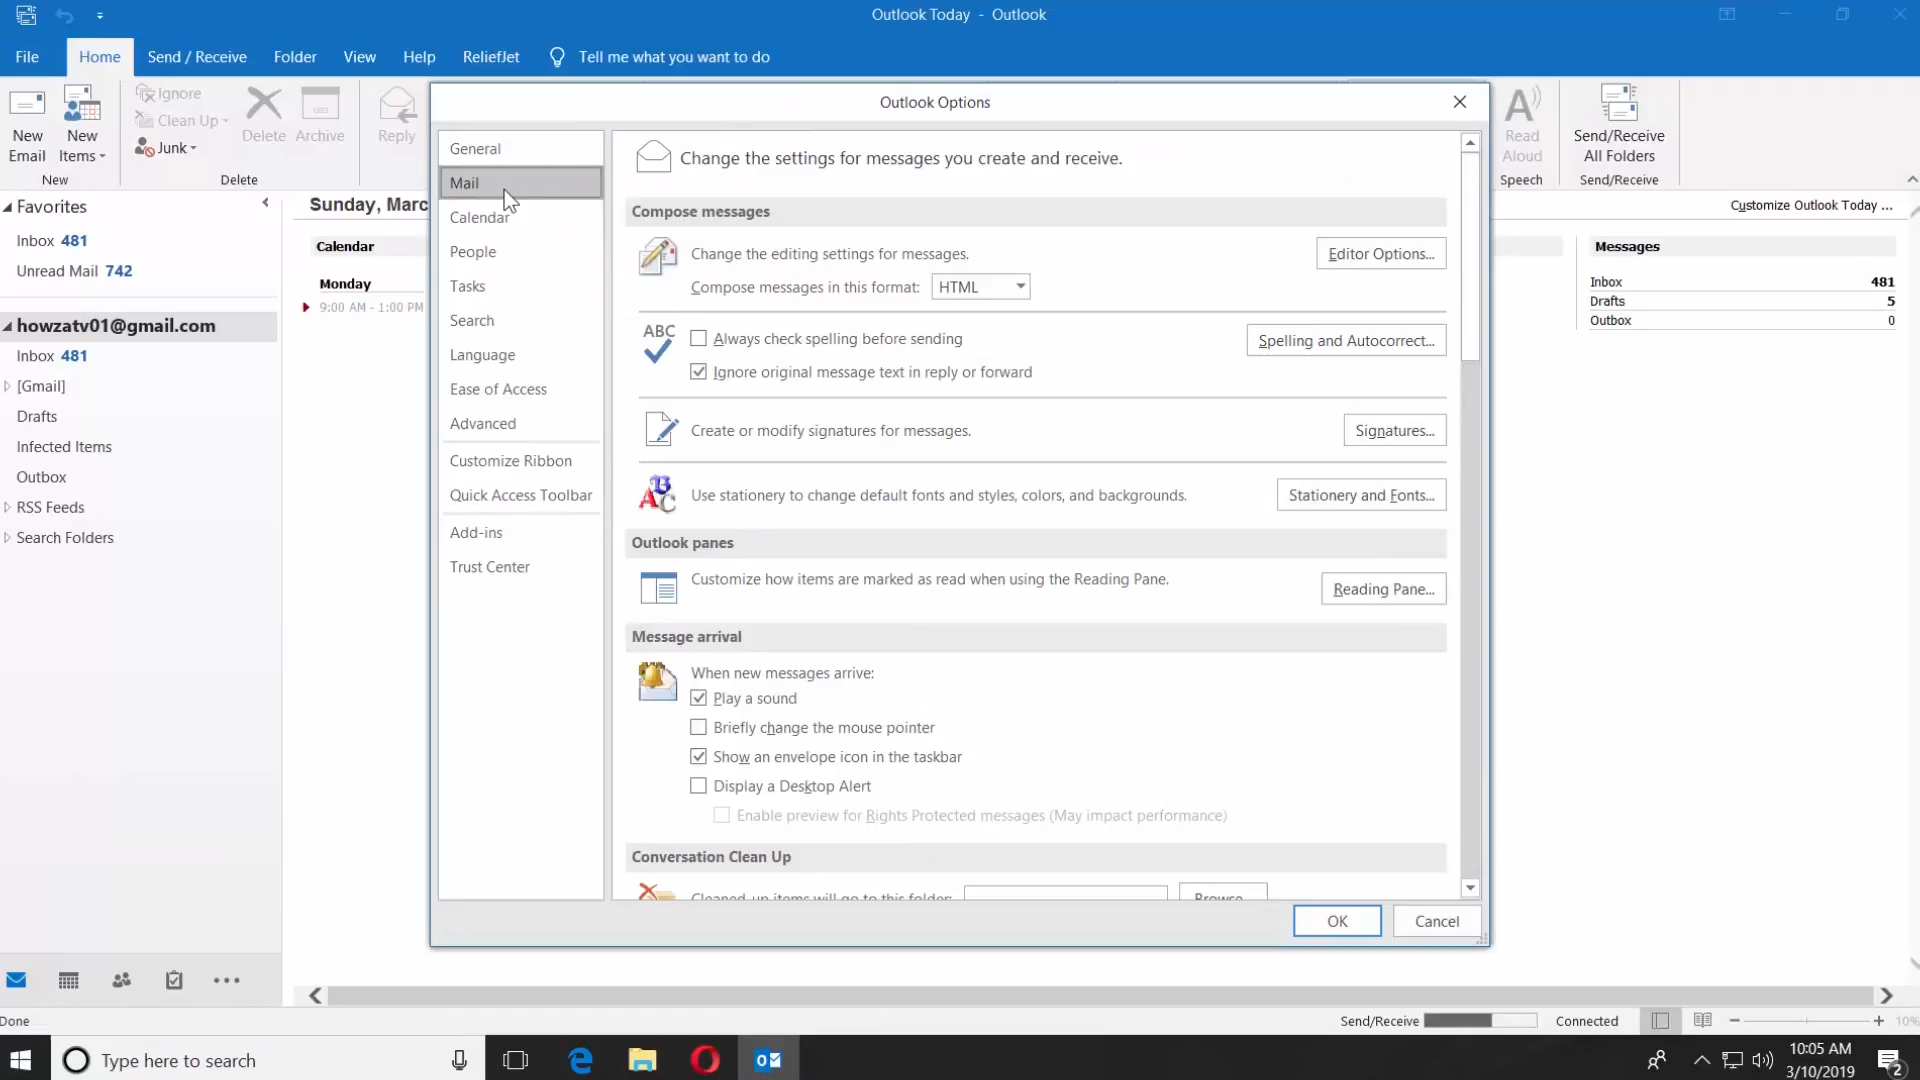 Outlook Today - Outlook
File Home Send / Receive Folder View Help ReliefJet Tell me what you want to do
New Email
New Items
New
Ignore
Clean Up
Junk
Delete
Archive
Delete
Reply
Read Aloud
Speech
Send/Receive All Folders
Send/Receive
Favorites
Inbox 481
Unread Mail 742
howzatv01@gmail.com
Inbox 481
[Gmail]
Drafts
Infected Items
Outbox
RSS Feeds
Search Folders
Sunday, Marc
Calendar
Monday
9:00 AM - 1:00 PM
Outlook Options
General
Mail
Calendar
People
Tasks
Search
Language
Ease of Access
Advanced
Customize Ribbon
Quick Access Toolbar
Add-ins
Trust Center
Change the settings for messages you create and receive.
Compose messages
Change the editing settings for messages.
Editor Options...
Compose messages in this format: HTML
ABC
Always check spelling before sending
Spelling and Autocorrect...
Ignore original message text in reply or forward
Create or modify signatures for messages.
Signatures...
Use stationery to change default fonts and styles, colors, and backgrounds.
Stationery and Fonts...
Outlook panes
Customize how items are marked as read when using the Reading Pane.
Reading Pane...
Message arrival
When new messages arrive:
Play a sound
Briefly change the mouse pointer
Show an envelope icon in the taskbar
Display a Desktop Alert
Enable preview for Rights Protected messages (May impact performance)
Conversation Clean Up
Cleaned-up items will go to this folder:
Browse...
OK
Cancel
Customize Outlook Today ...
Messages
Inbox 481
Drafts 5
Outbox 0
Done
Send/Receive
Connected
10%
Type here to search
10:05 AM
3/10/2019
2